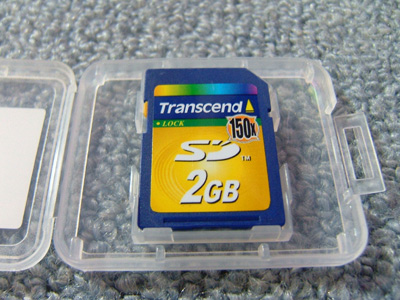 Transcend
• LOCK
150x
SD
TM
2GB